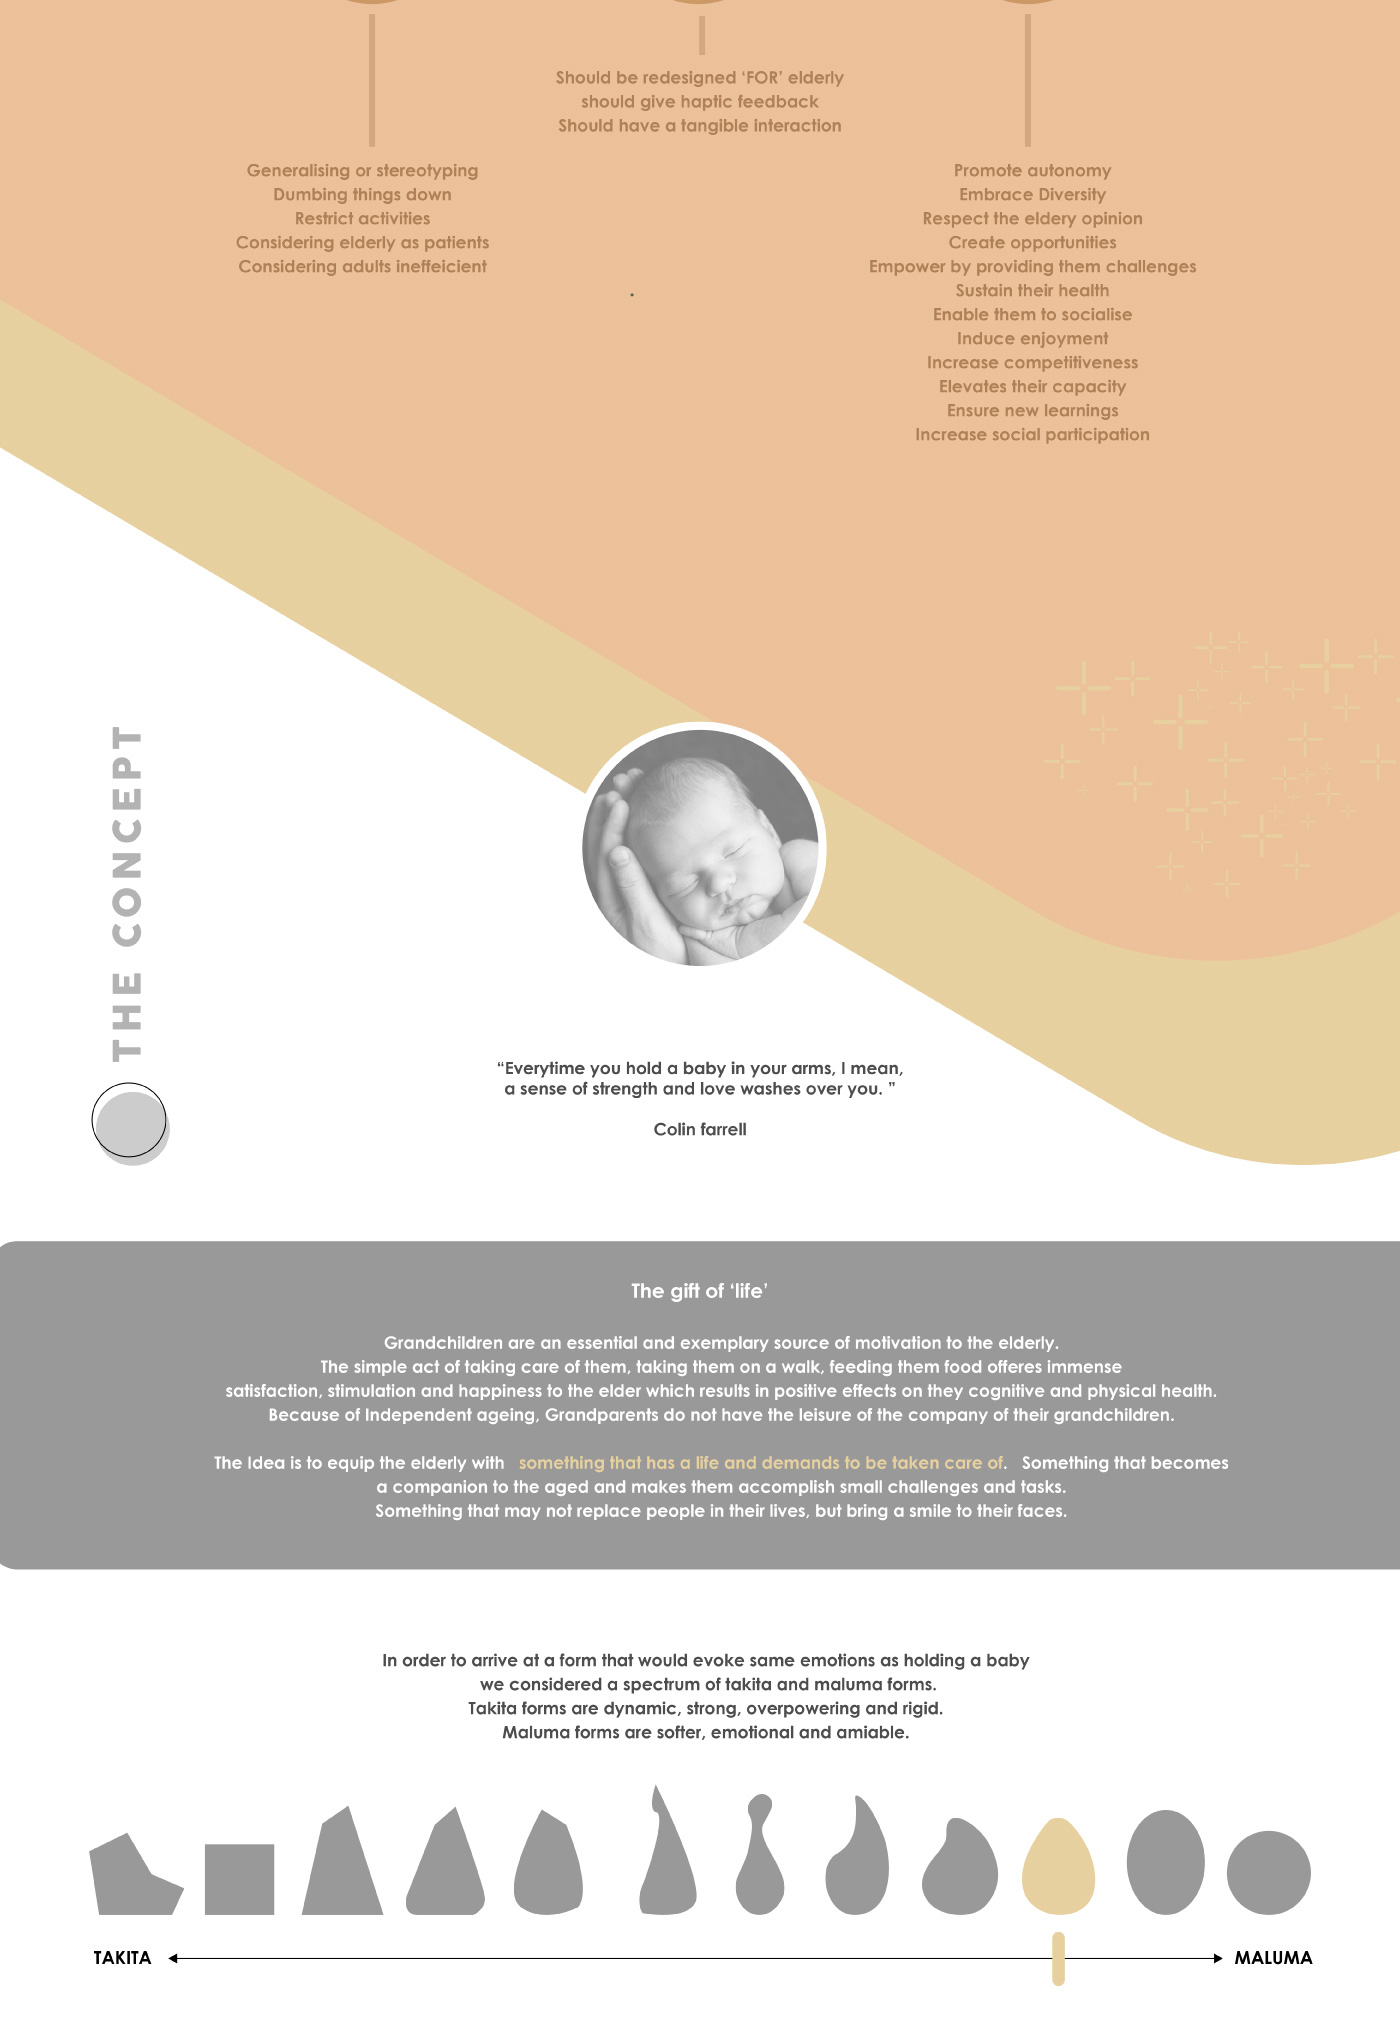 Should be redesigned ‘FOR’ elderly
should give haptic feedback
Should have a tangible interaction
Generalising or stereotyping
Dumbing things down
Restrict activities
Considering elderly as patients
Considering adults ineffeicient
Promote autonomy
Embrace Diversity
Respect the eldery opinion
Create opportunities
Empower by providing them challenges
Sustain their health
Enable them to socialise
Induce enjoyment
Increase competitiveness
Elevates their capacity
Ensure new learnings
Increase social participation
THE CONCEPT
“Everytime you hold a baby in your arms, I mean,
a sense of strength and love washes over you. ”
Colin farrell
The gift of ‘life’
Grandchildren are an essential and exemplary source of motivation to the elderly.
The simple act of taking care of them, taking them on a walk, feeding them food offeres immense
satisfaction, stimulation and happiness to the elder which results in positive effects on they cognitive and physical health.
Because of Independent ageing, Grandparents do not have the leisure of the company of their grandchildren.
The Idea is to equip the elderly with something that has a life and demands to be taken care of. Something that becomes
a companion to the aged and makes them accomplish small challenges and tasks.
Something that may not replace people in their lives, but bring a smile to their faces.
In order to arrive at a form that would evoke same emotions as holding a baby
we considered a spectrum of takita and maluma forms.
Takita forms are dynamic, strong, overpowering and rigid.
Maluma forms are softer, emotional and amiable.
TAKITA
MALUMA